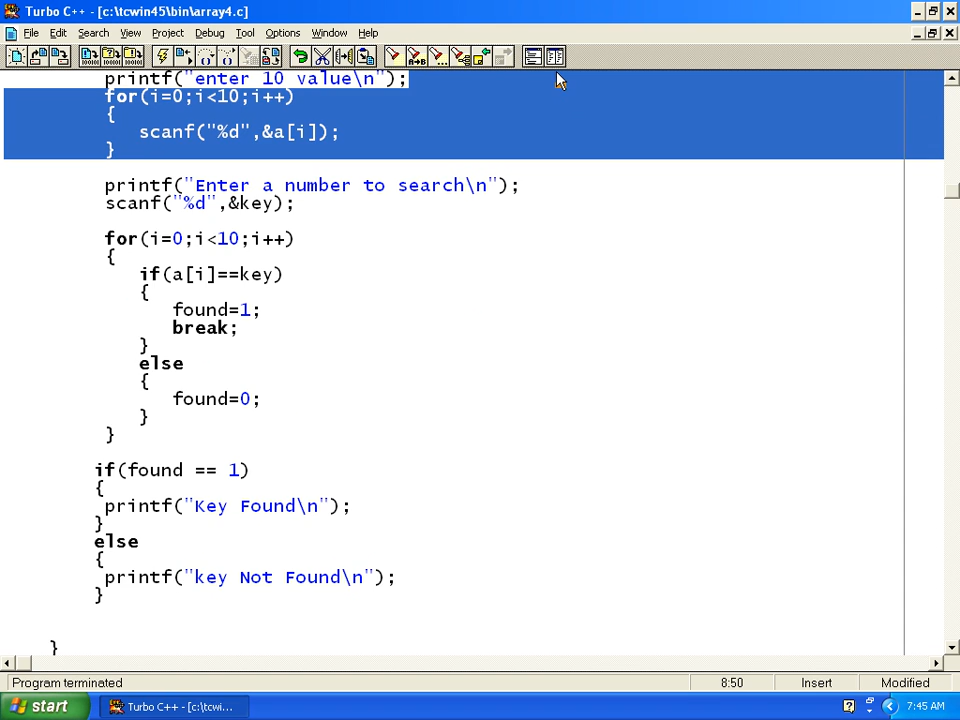 Turbo C++ - [c:\tcwin45\bin\array4.c]
File Edit Search View Project Debug Tool Options Window Help
printf("enter 10 value\n");
for(i=0;i<10;i++)
{
scanf("%d",&a[i]);
}
printf("Enter a number to search\n");
scanf("%d",&key);
for(i=0;i<10;i++)
{
if(a[i]==key)
{
found=1;
break;
}
else
{
found=0;
}
}
if(found == 1)
{
printf("Key Found\n");
}
else
{
printf("key Not Found\n");
}
}
Program terminated 8:50 Insert Modified
start Turbo C++ - [c:\tcwi... 7:45 AM